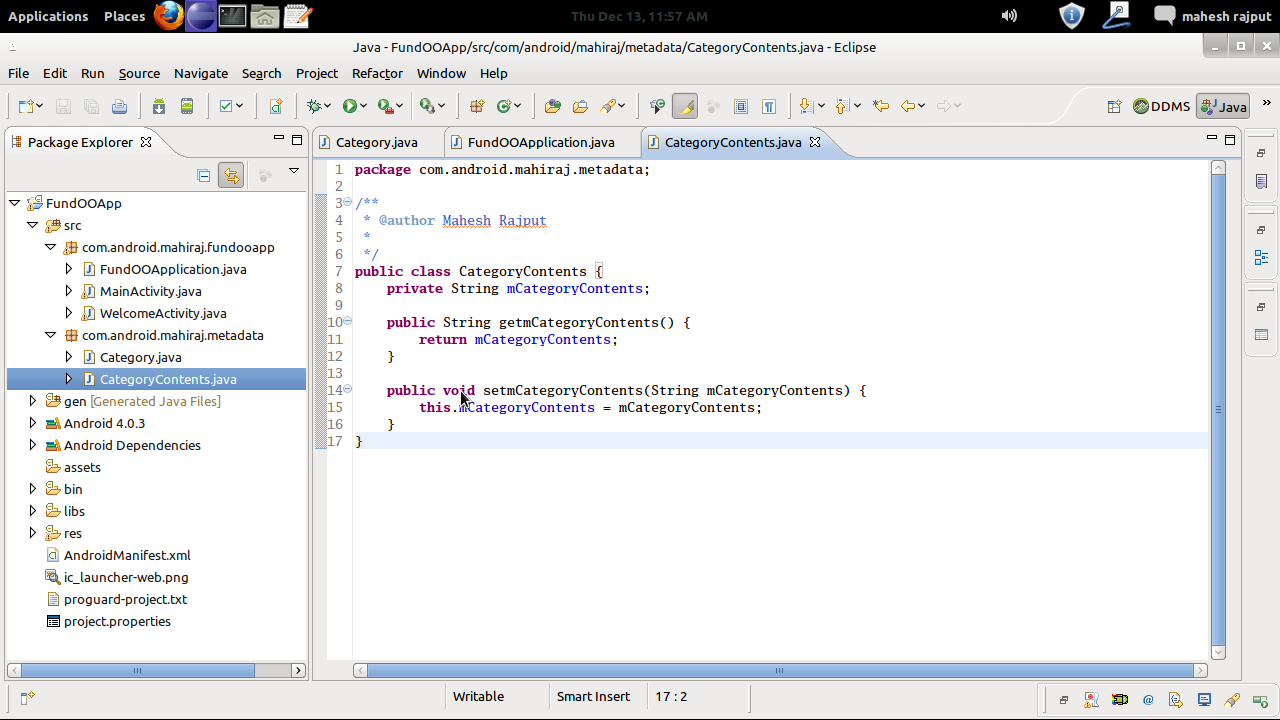 Applications Places Thu Dec 13, 11:57 AM mahesh rajput
Java - FundOOApp/src/com/android/mahiraj/metadata/CategoryContents.java - Eclipse
File Edit Run Source Navigate Search Project Refactor Window Help
DDMS Java
Package Explorer
Category.java FundOOApplication.java CategoryContents.java
FundOOApp
src
com.android.mahiraj.fundooapp
FundOOApplication.java
MainActivity.java
WelcomeActivity.java
com.android.mahiraj.metadata
Category.java
CategoryContents.java
gen [Generated Java Files]
Android 4.0.3
Android Dependencies
assets
bin
libs
res
AndroidManifest.xml
ic_launcher-web.png
proguard-project.txt
project.properties
1 package com.android.mahiraj.metadata;
2
3 /**
4 * @author Mahesh Rajput
5 *
6 */
7 public class CategoryContents {
8 private String mCategoryContents;
9
10 public String getmCategoryContents() {
11 return mCategoryContents;
12 }
13
14 public void setmCategoryContents(String mCategoryContents) {
15 this.mCategoryContents = mCategoryContents;
16 }
17 }
Writable Smart Insert 17 : 2